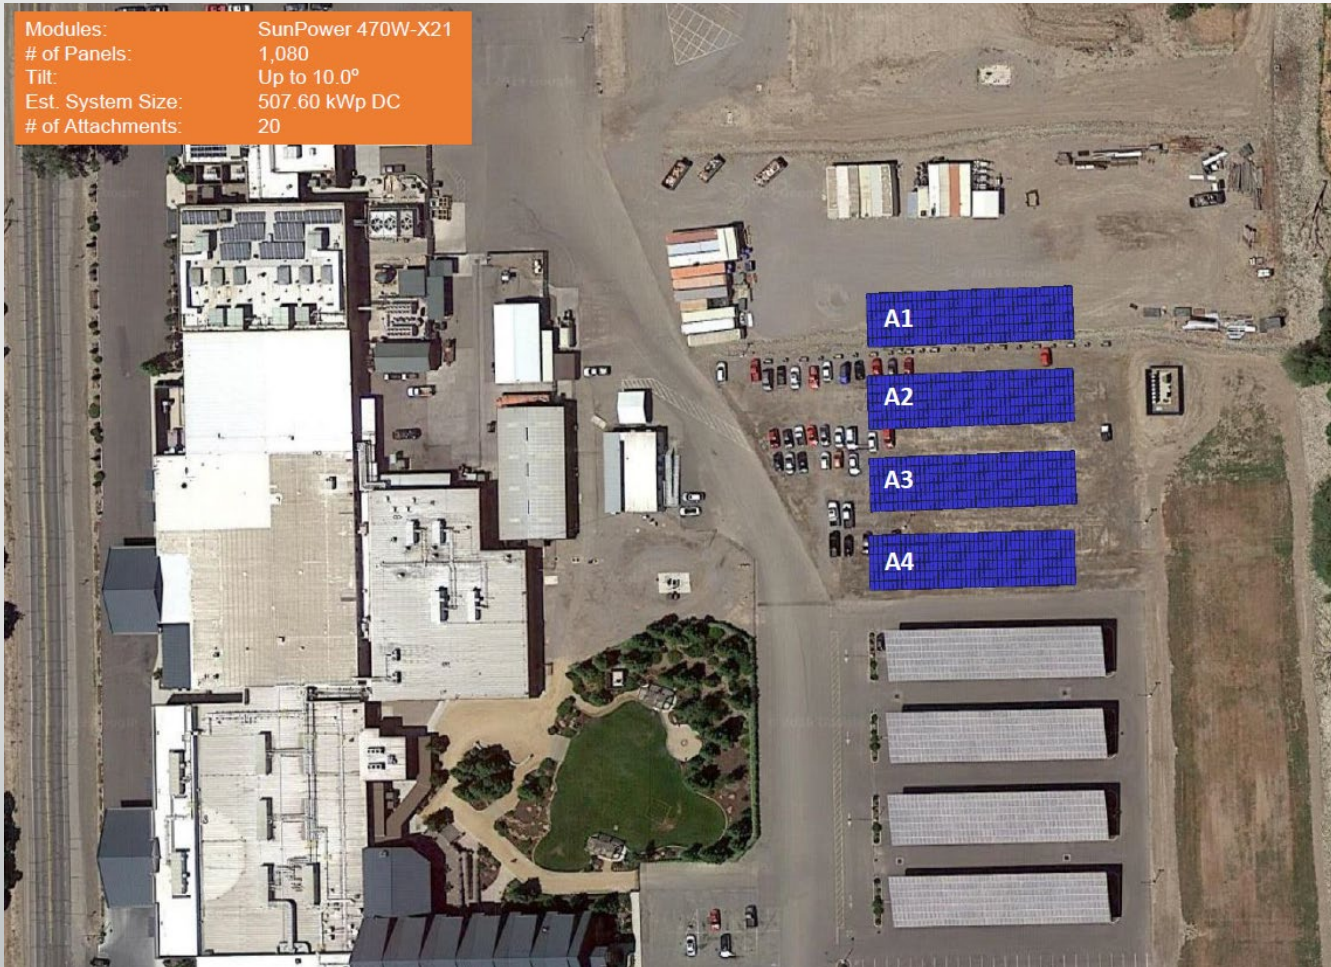 Modules: SunPower 470W-X21
# of Panels: 1,080
Tilt: Up to 10.0º
Est. System Size: 507.60 kWp DC
# of Attachments: 20
A1
A2
A3
A4